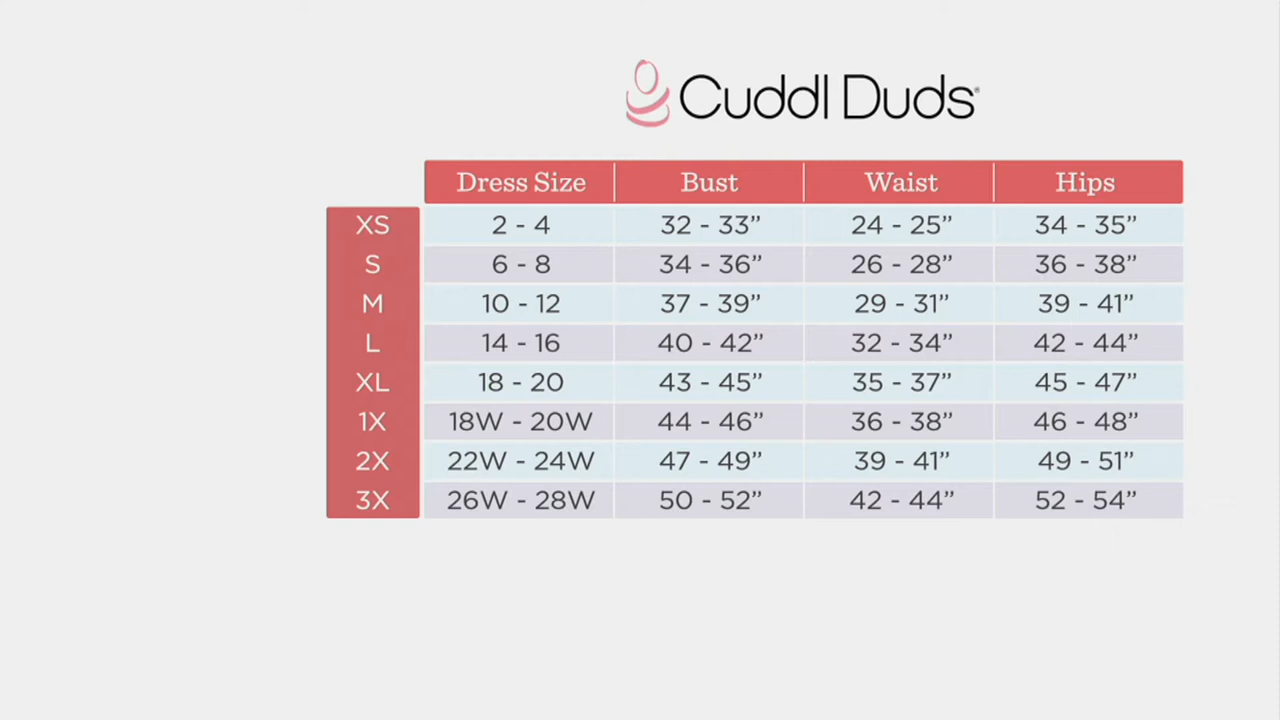 Cuddl Duds®
Dress Size Bust Waist Hips
XS 2 - 4 32 - 33” 24 - 25” 34 - 35”
S 6 - 8 34 - 36” 26 - 28” 36 - 38”
M 10 - 12 37 - 39” 29 - 31” 39 - 41”
L 14 - 16 40 - 42” 32 - 34” 42 - 44”
XL 18 - 20 43 - 45” 35 - 37” 45 - 47”
1X 18W - 20W 44 - 46” 36 - 38” 46 - 48”
2X 22W - 24W 47 - 49” 39 - 41” 49 - 51”
3X 26W - 28W 50 - 52” 42 - 44” 52 - 54”